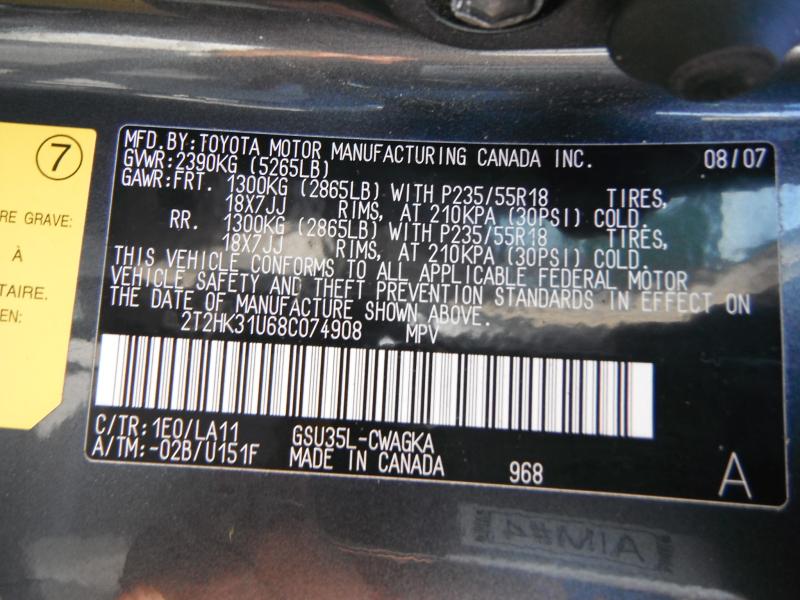 7
RE GRAVE:
À
TAIRE.
EN:
MFD.BY:TOYOTA MOTOR MANUFACTURING CANADA INC. 08/07
GVWR:2390KG (5265LB)
GAWR:FRT. 1300KG (2865LB) WITH P235/55R18 TIRES,
18X7JJ RIMS, AT 210KPA (30PSI) COLD.
RR. 1300KG (2865LB) WITH P235/55R18 TIRES,
18X7JJ RIMS, AT 210KPA (30PSI) COLD.
THIS VEHICLE CONFORMS TO ALL APPLICABLE FEDERAL MOTOR
VEHICLE SAFETY AND THEFT PREVENTION STANDARDS IN EFFECT ON
THE DATE OF MANUFACTURE SHOWN ABOVE.
2T2HK31U68C074908 MPV
C/TR:1E0/LA11 GSU35L-CWAGKA
A/TM:-02B/U151F MADE IN CANADA 968 A